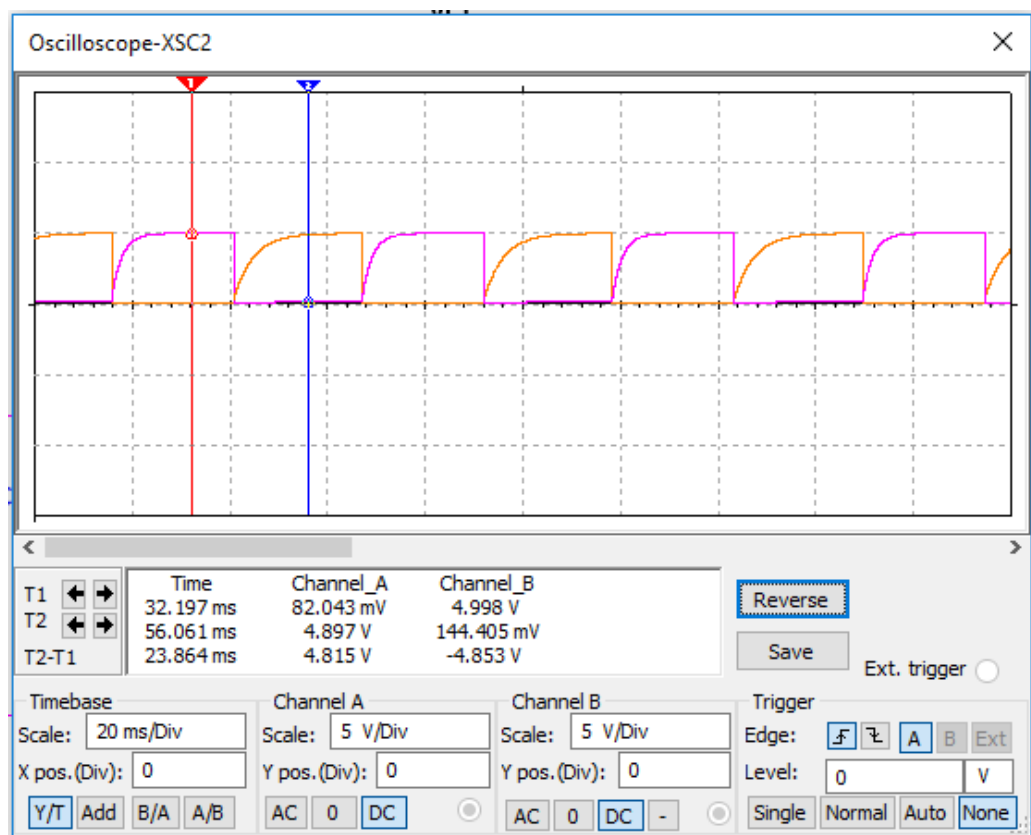 Oscilloscope-XSC2
1 2
T1
T2
T2-T1
Time Channel_A Channel_B
32.197 ms 82.043 mV 4.998 V
56.061 ms 4.897 V 144.405 mV
23.864 ms 4.815 V -4.853 V
Reverse
Save
Ext. trigger
Timebase
Scale: 20 ms/Div
X pos.(Div): 0
Y/T Add B/A A/B
Channel A
Scale: 5 V/Div
Y pos.(Div): 0
AC 0 DC
Channel B
Scale: 5 V/Div
Y pos.(Div): 0
AC 0 DC -
Trigger
Edge: A B Ext
Level: 0 V
Single Normal Auto None